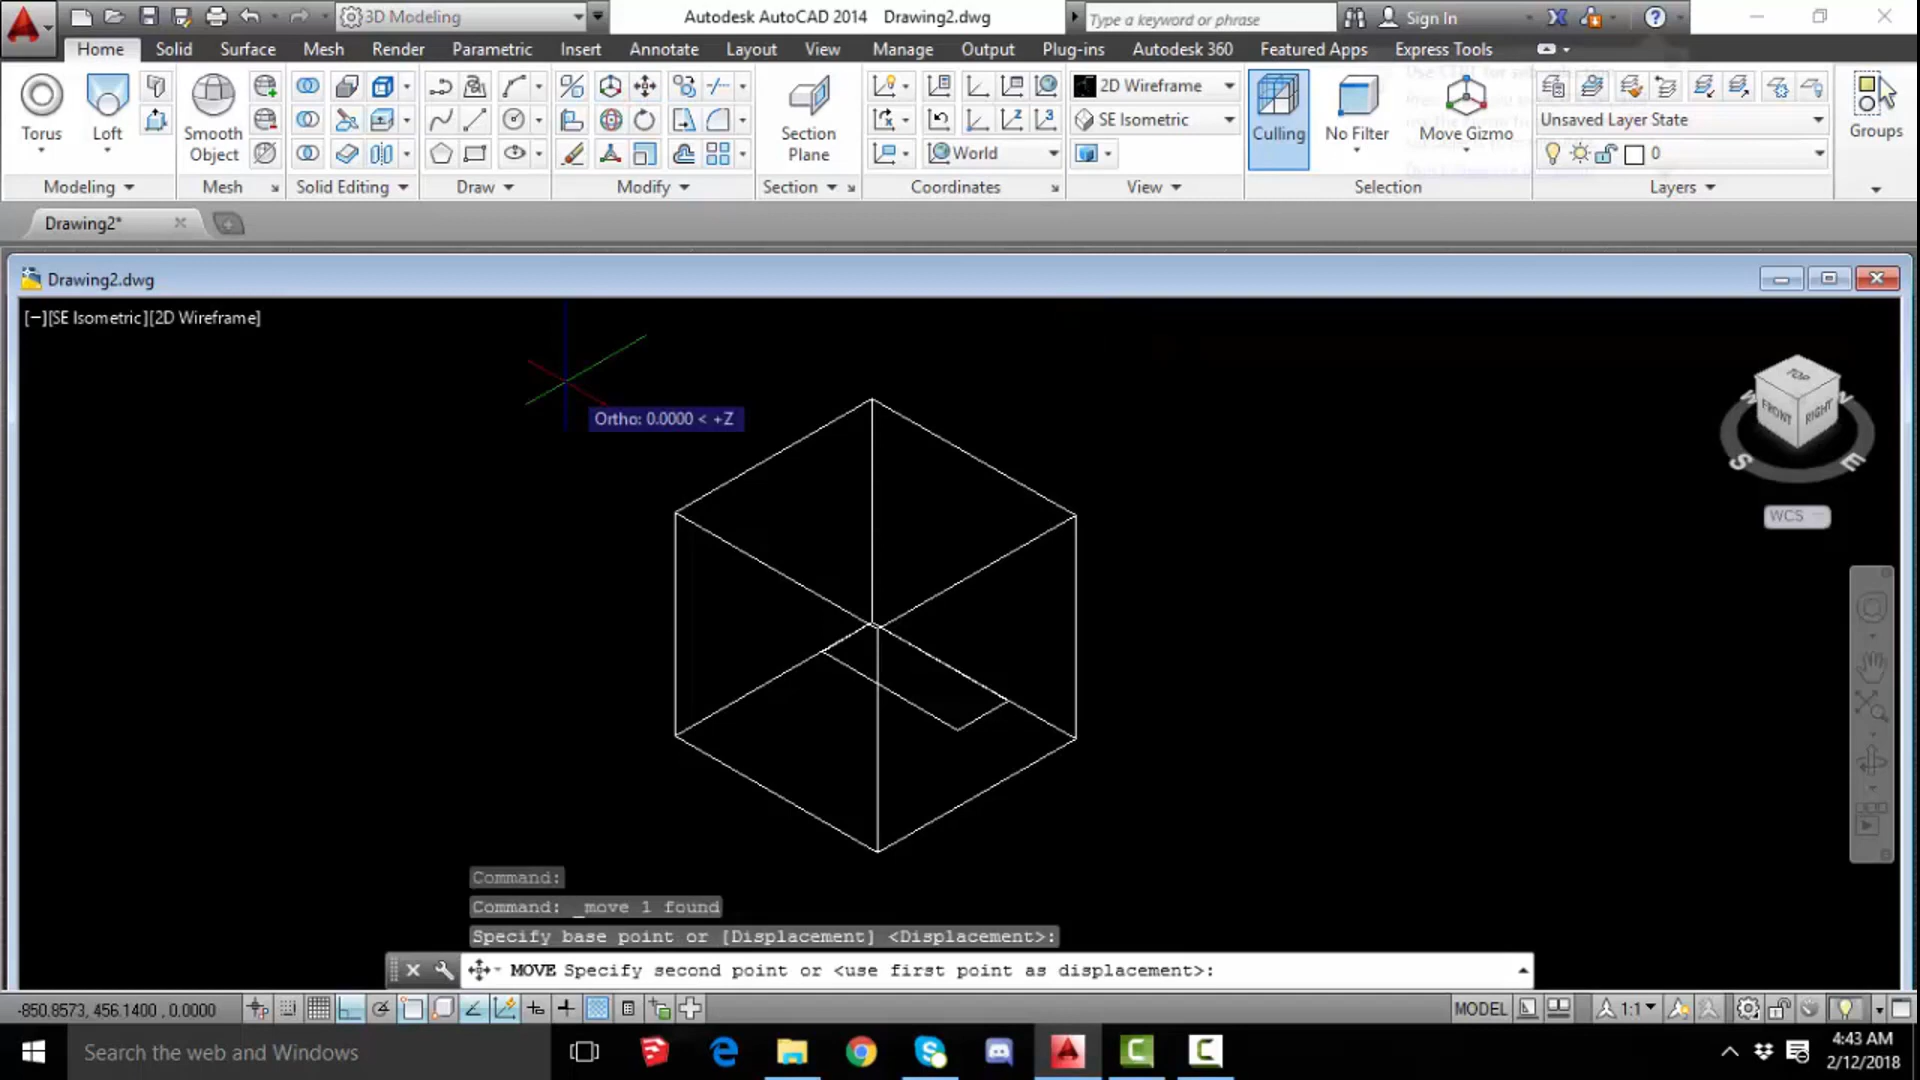 3D Modeling
Autodesk AutoCAD 2014 Drawing2.dwg
Type a keyword or phrase
Sign In
Home Solid Surface Mesh Render Parametric Insert Annotate Layout View Manage Output Plug-ins Autodesk 360 Featured Apps Express Tools
Torus
Loft
Smooth Object
Section Plane
World
2D Wireframe
SE Isometric
Culling
No Filter
Move Gizmo
Unsaved Layer State
0
Groups
Modeling Mesh Solid Editing Draw Modify Section Coordinates View Selection Layers
Drawing2*
Drawing2.dwg
[−][SE Isometric][2D Wireframe]
Ortho: 0.0000 < +Z
TOP
FRONT
RIGHT
S
E
WCS
Command:
Command: _move 1 found
Specify base point or [Displacement] <Displacement>:
MOVE Specify second point or <use first point as displacement>:
-850.8573, 456.1400 , 0.0000
MODEL
1:1
Search the web and Windows
4:43 AM
2/12/2018